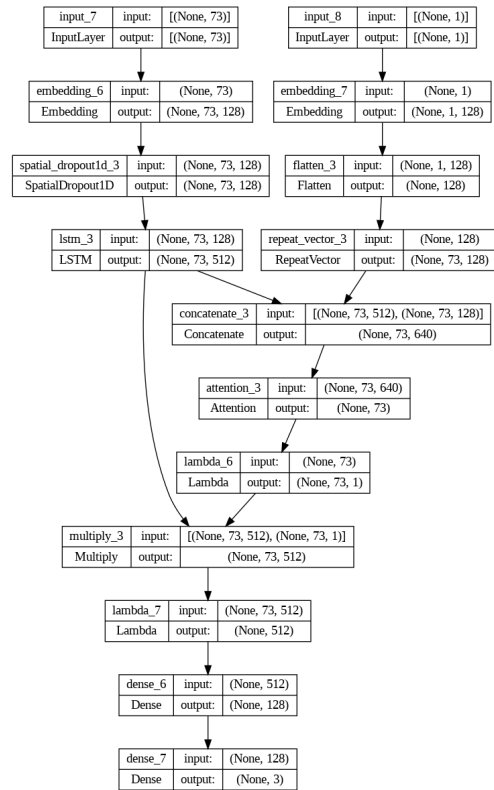 input_7 input: [(None, 73)]
InputLayer output: [(None, 73)]
input_8 input: [(None, 1)]
InputLayer output: [(None, 1)]
embedding_6 input: (None, 73)
Embedding output: (None, 73, 128)
embedding_7 input: (None, 1)
Embedding output: (None, 1, 128)
spatial_dropout1d_3 input: (None, 73, 128)
SpatialDropout1D output: (None, 73, 128)
flatten_3 input: (None, 1, 128)
Flatten output: (None, 128)
lstm_3 input: (None, 73, 128)
LSTM output: (None, 73, 512)
repeat_vector_3 input: (None, 128)
RepeatVector output: (None, 73, 128)
concatenate_3 input: [(None, 73, 512), (None, 73, 128)]
Concatenate output: (None, 73, 640)
attention_3 input: (None, 73, 640)
Attention output: (None, 73)
lambda_6 input: (None, 73)
Lambda output: (None, 73, 1)
multiply_3 input: [(None, 73, 512), (None, 73, 1)]
Multiply output: (None, 73, 512)
lambda_7 input: (None, 73, 512)
Lambda output: (None, 512)
dense_6 input: (None, 512)
Dense output: (None, 128)
dense_7 input: (None, 128)
Dense output: (None, 3)